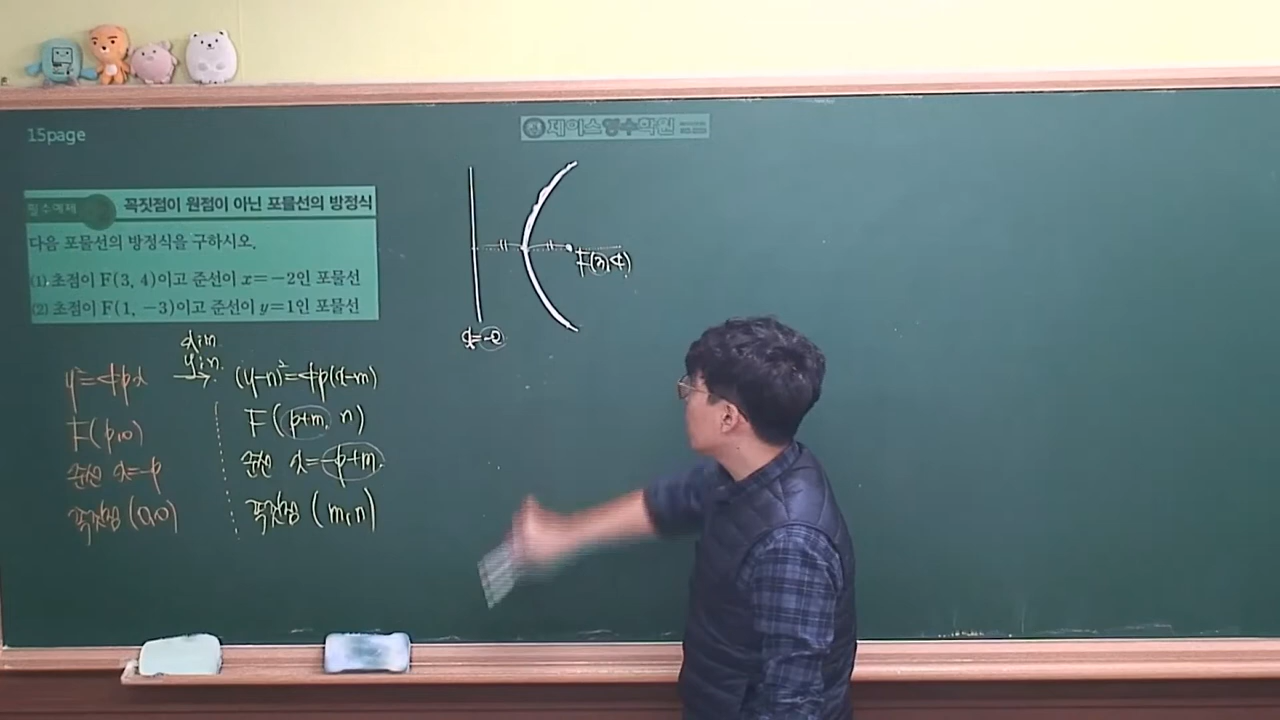 15page
제이스영수학원
필수예제 꼭짓점이 원점이 아닌 포물선의 방정식
다음 포물선의 방정식을 구하시오.
(1) 초점이 F(3, 4)이고 준선이 x=-2인 포물선
(2) 초점이 F(1, -3)이고 준선이 y=1인 포물선
F(3, 4)
x=-2
x:m
y:n
y²=4px → (y-n)²=4p(x-m)
F(p,0) F(p+m, n)
준선 x=-p 준선 x=-p+m
꼭짓점 (0,0) 꼭짓점 (m,n)